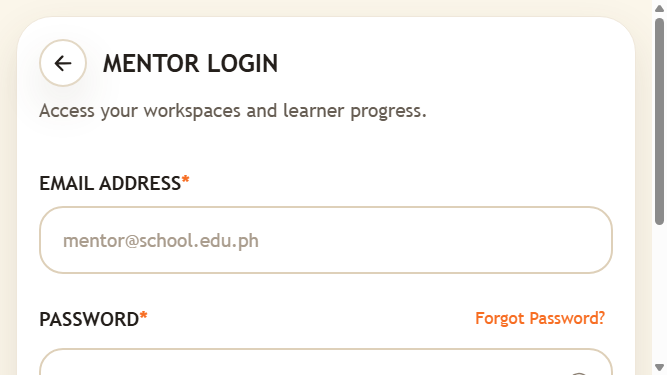 MENTOR LOGIN
Access your workspaces and learner progress.
EMAIL ADDRESS*
mentor@school.edu.ph
PASSWORD*
Forgot Password?